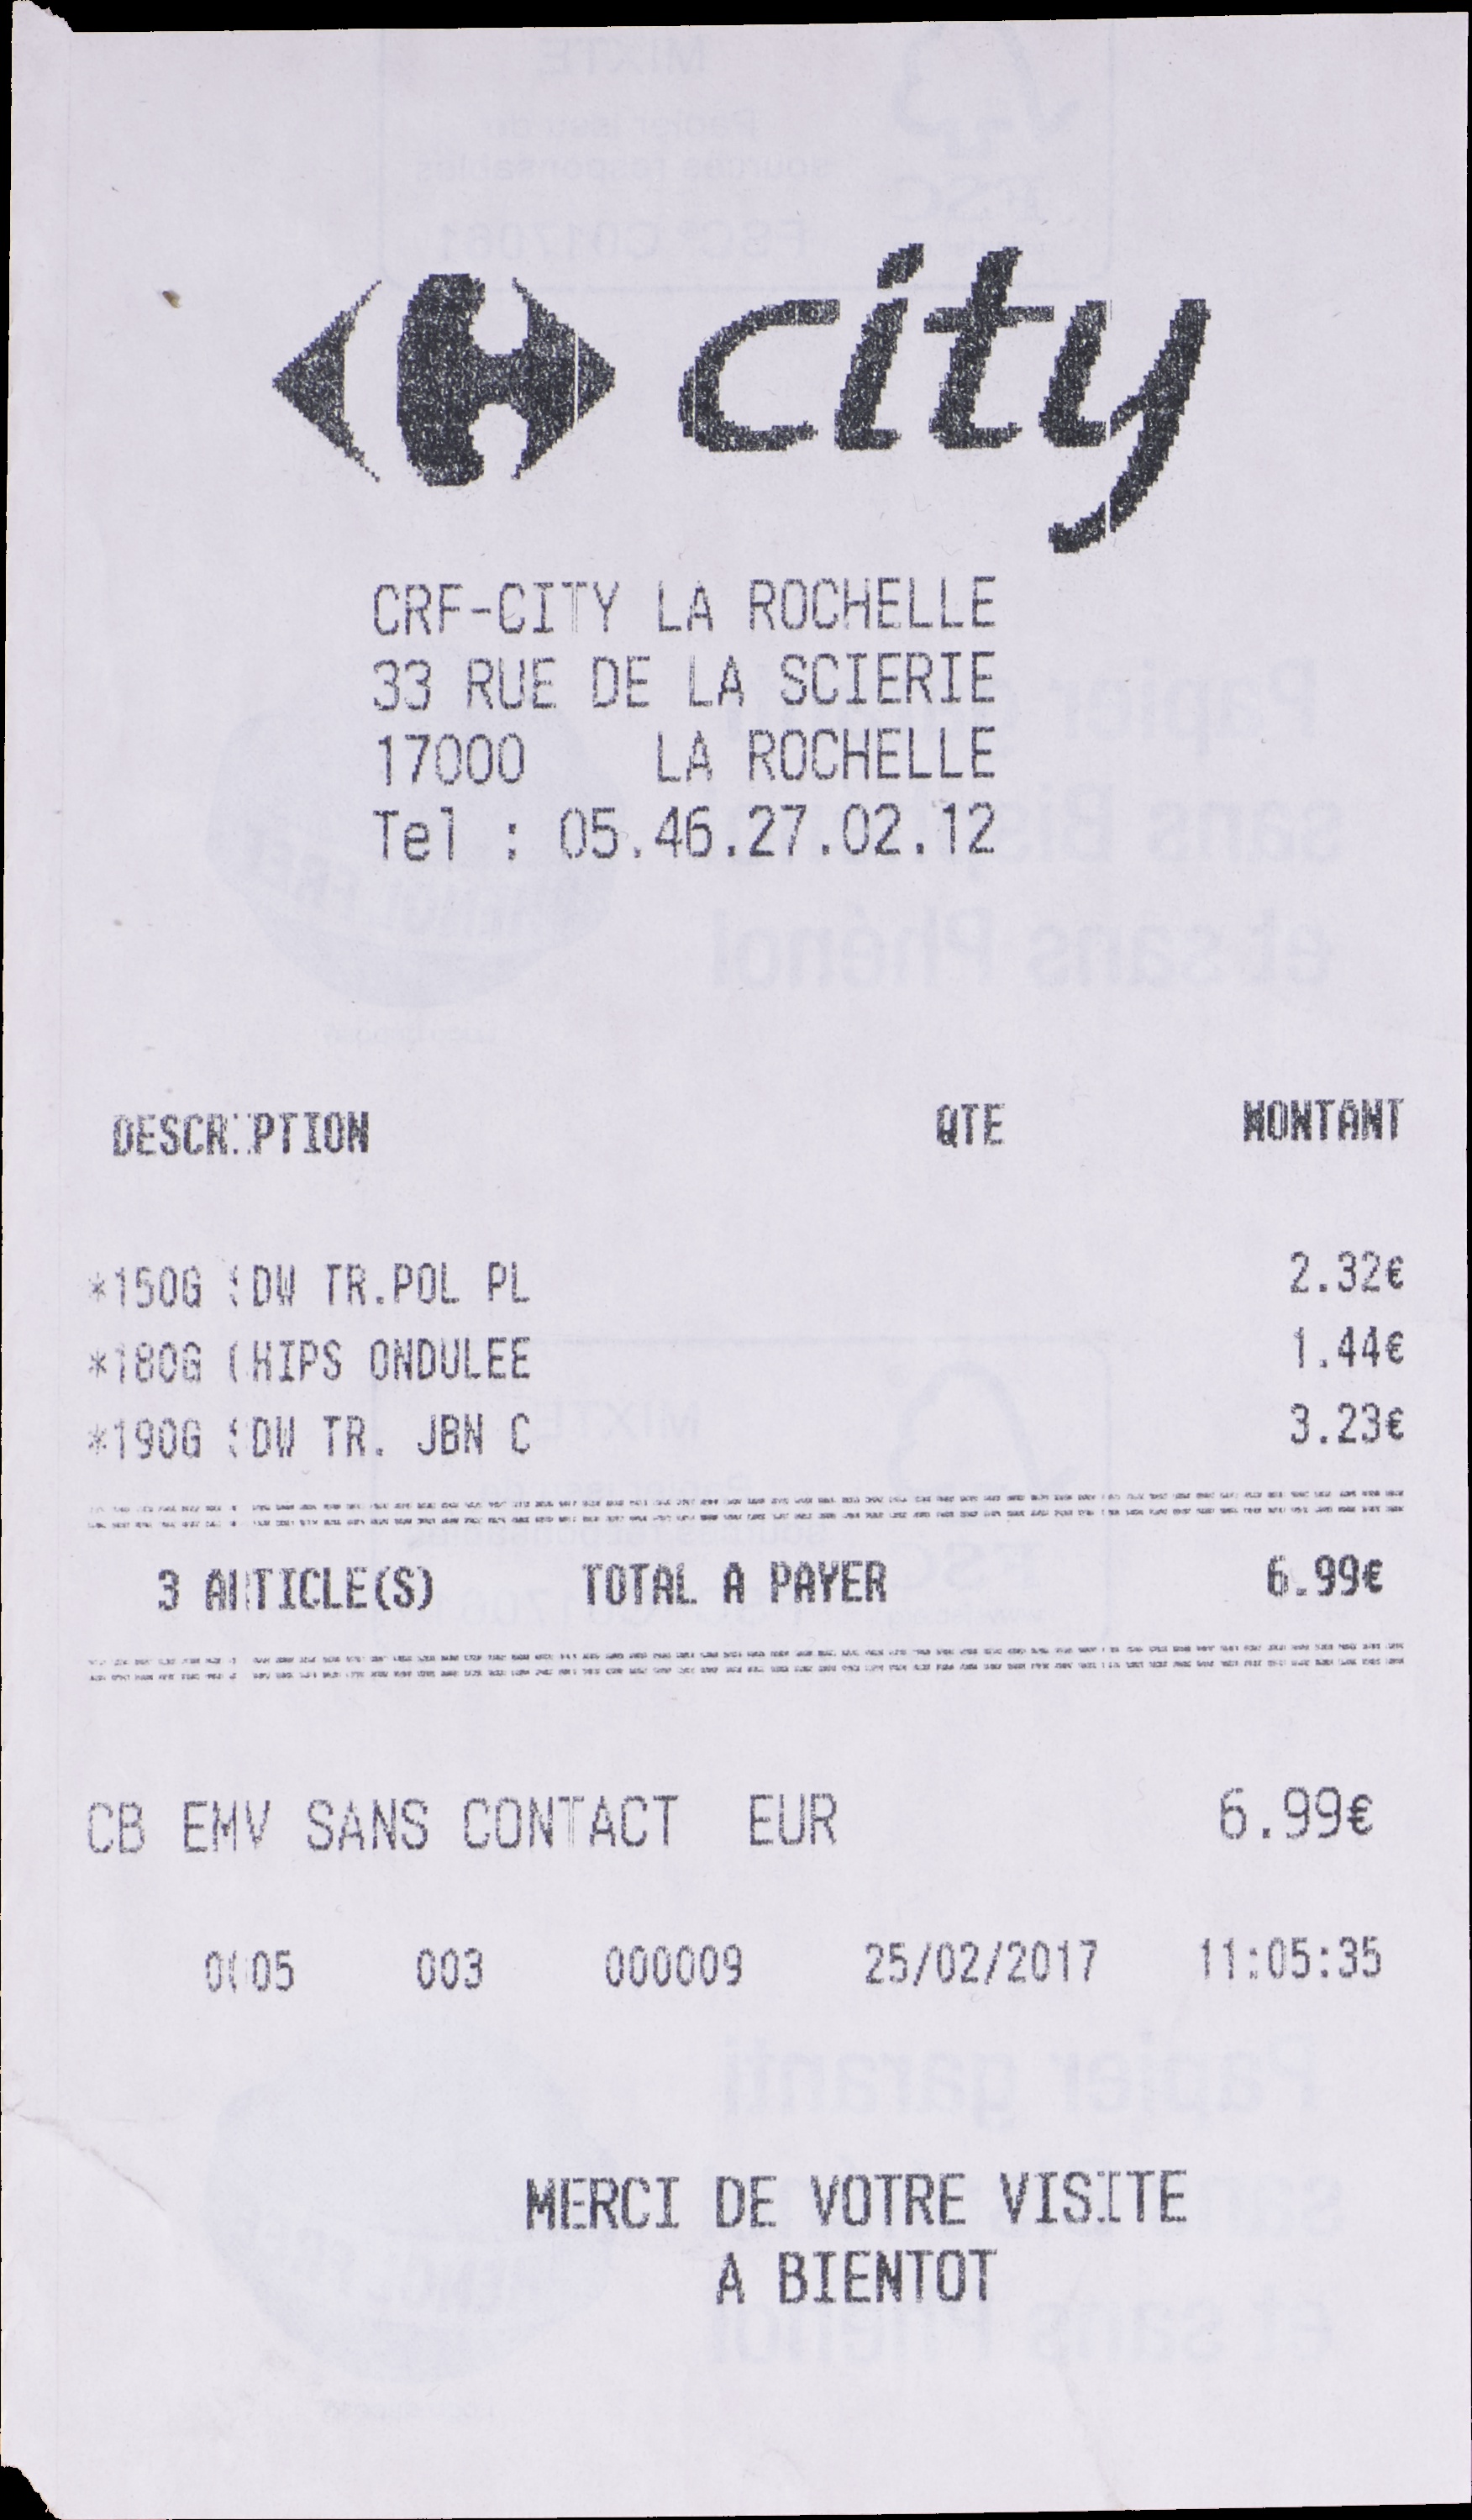 city
CRF-CITY LA ROCHELLE
33 RUE DE LA SCIERIE
17000 LA ROCHELLE
Tel : 05.46.27.02.12
DESCRIPTION QTE MONTANT
*150G SDW TR.POL PL 2.32€
*180G CHIPS ONDULEE 1.44€
*190G SDW TR. JBN C 3.23€
3 ARTICLE(S) TOTAL A PAYER 6.99€
CB EMV SANS CONTACT EUR 6.99€
0005 003 000009 25/02/2017 11:05:35
MERCI DE VOTRE VISITE
A BIENTOT